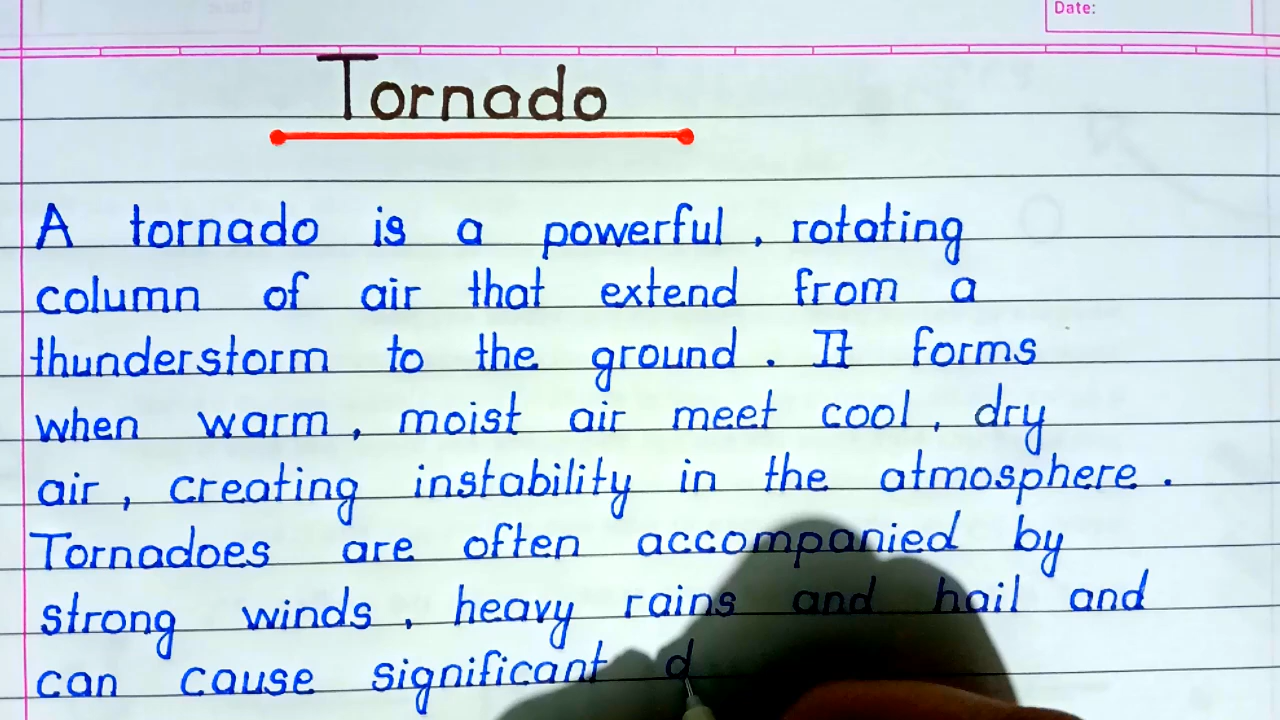 Date:
Tornado
A tornado is a powerful, rotating
column of air that extend from a
thunderstorm to the ground. It forms
when warm, moist air meet cool, dry
air, creating instability in the atmosphere.
Tornadoes are often accompanied by
strong winds, heavy rains and hail and
can cause significant d